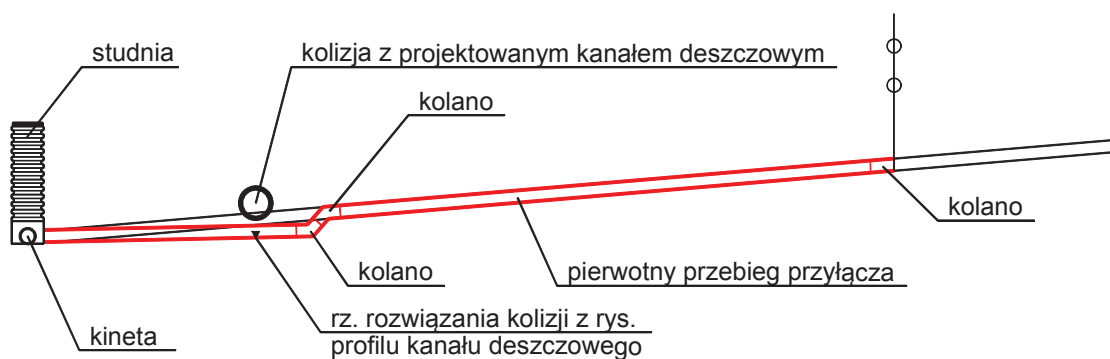 studnia
kolizja z projektowanym kanałem deszczowym
kolano
kolano
kolano
pierwotny przebieg przyłącza
kineta
rz. rozwiązania kolizji z rys.
profilu kanału deszczowego